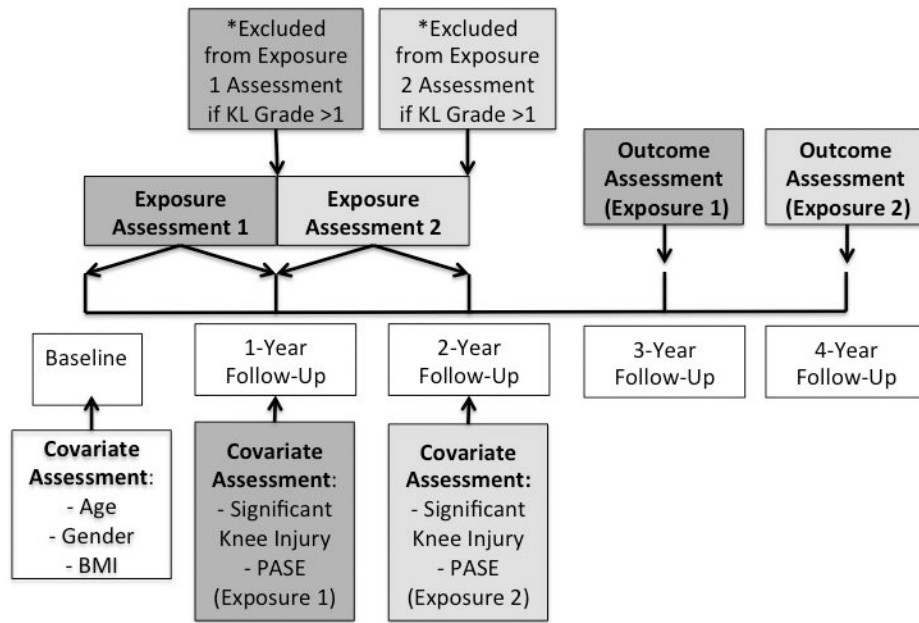 *Excluded
from Exposure
1 Assessment
if KL Grade >1
*Excluded
from Exposure
2 Assessment
if KL Grade >1
Exposure
Assessment 1
Exposure
Assessment 2
Outcome
Assessment
(Exposure 1)
Outcome
Assessment
(Exposure 2)
Baseline
1-Year
Follow-Up
2-Year
Follow-Up
3-Year
Follow-Up
4-Year
Follow-Up
Covariate
Assessment:
- Age
- Gender
- BMI
Covariate
Assessment:
- Significant
Knee Injury
- PASE
(Exposure 1)
Covariate
Assessment:
- Significant
Knee Injury
- PASE
(Exposure 2)